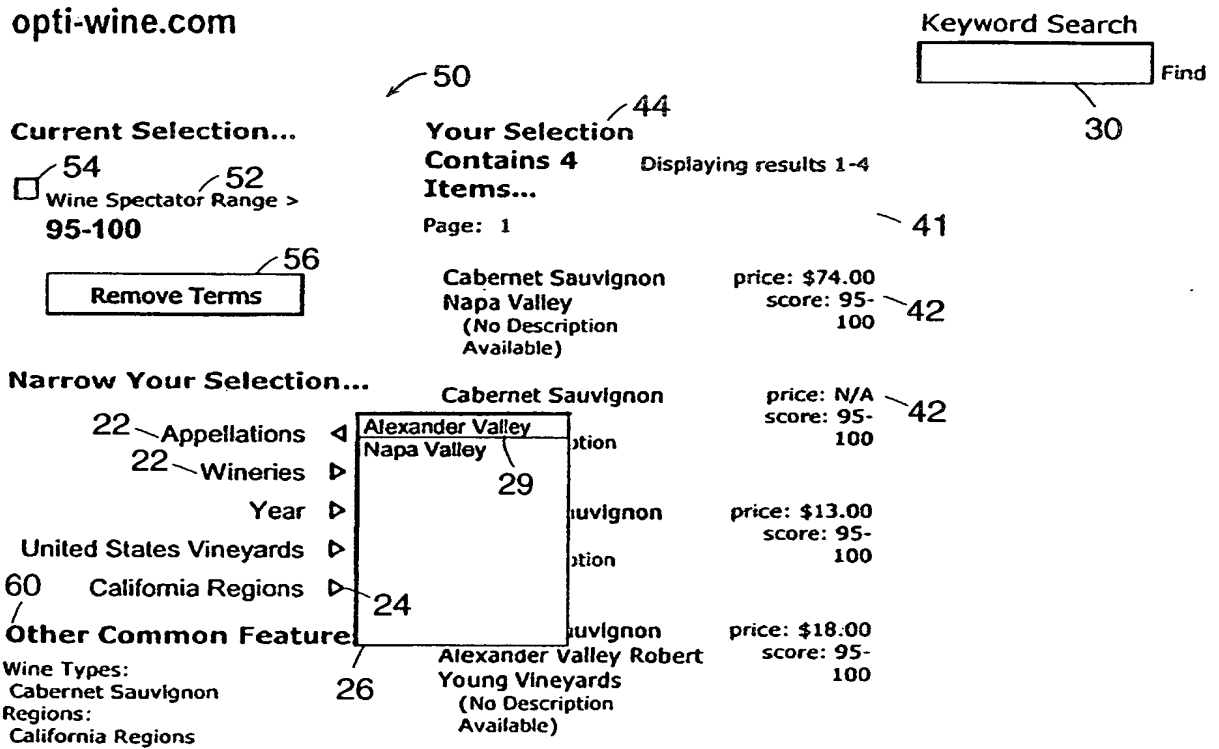 opti-wine.com
Keyword Search
Find
30
50
Current Selection...
54
52
Wine Spectator Range >
95-100
56
Remove Terms
44
Your Selection
Contains 4
Items...
Displaying results 1-4
Page: 1
41
Cabernet Sauvignon price: $74.00
Napa Valley score: 95-
42
(No Description 100
Available)
Narrow Your Selection...
Cabernet Sauvignon price: N/A
42
score: 95-
100
22 Appellations
22 Wineries
Year
United States Vineyards
California Regions
24
Alexander Valley
Napa Valley
29
26
ption
uvignon price: $13.00
score: 95-
ption 100
60
Other Common Feature
Wine Types:
Cabernet Sauvignon
Regions:
California Regions
uvignon price: $18.00
Alexander Valley Robert score: 95-
Young Vineyards 100
(No Description
Available)